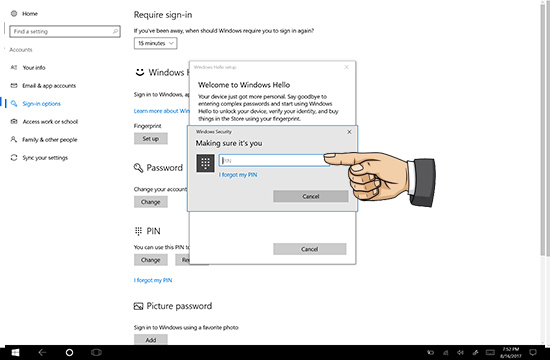 Home
Find a setting
Accounts
Your info
Email & app accounts
Sign-in options
Access work or school
Family & other people
Sync your settings
Require sign-in
If you've been away, when should Windows require you to sign in again?
15 minutes
Windows H
Sign in to Windows, ap
Learn more about Win
Fingerprint
Set up
Password
Change your account
Change
PIN
You can use this PIN to
Change
Re
I forgot my PIN
Picture password
Sign in to Windows using a favorite photo
Add
Windows Hello setup
Welcome to Windows Hello
Your device just got more personal. Say goodbye to
entering complex passwords and start using Windows
Hello to unlock your device, verify your identity, and buy
things in the Store using your fingerprint.
Windows Security
Making sure it's you
PIN
I forgot my PIN
Cancel
Cancel
7:52 PM
8/16/2017